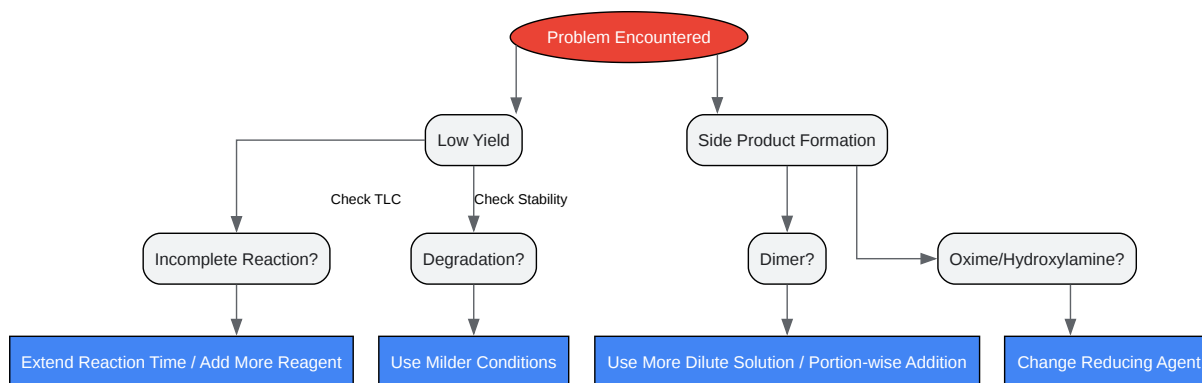 Problem Encountered
Low Yield
Side Product Formation
Check TLC
Check Stability
Incomplete Reaction?
Degradation?
Dimer?
Oxime/Hydroxylamine?
Extend Reaction Time / Add More Reagent
Use Milder Conditions
Use More Dilute Solution / Portion-wise Addition
Change Reducing Agent